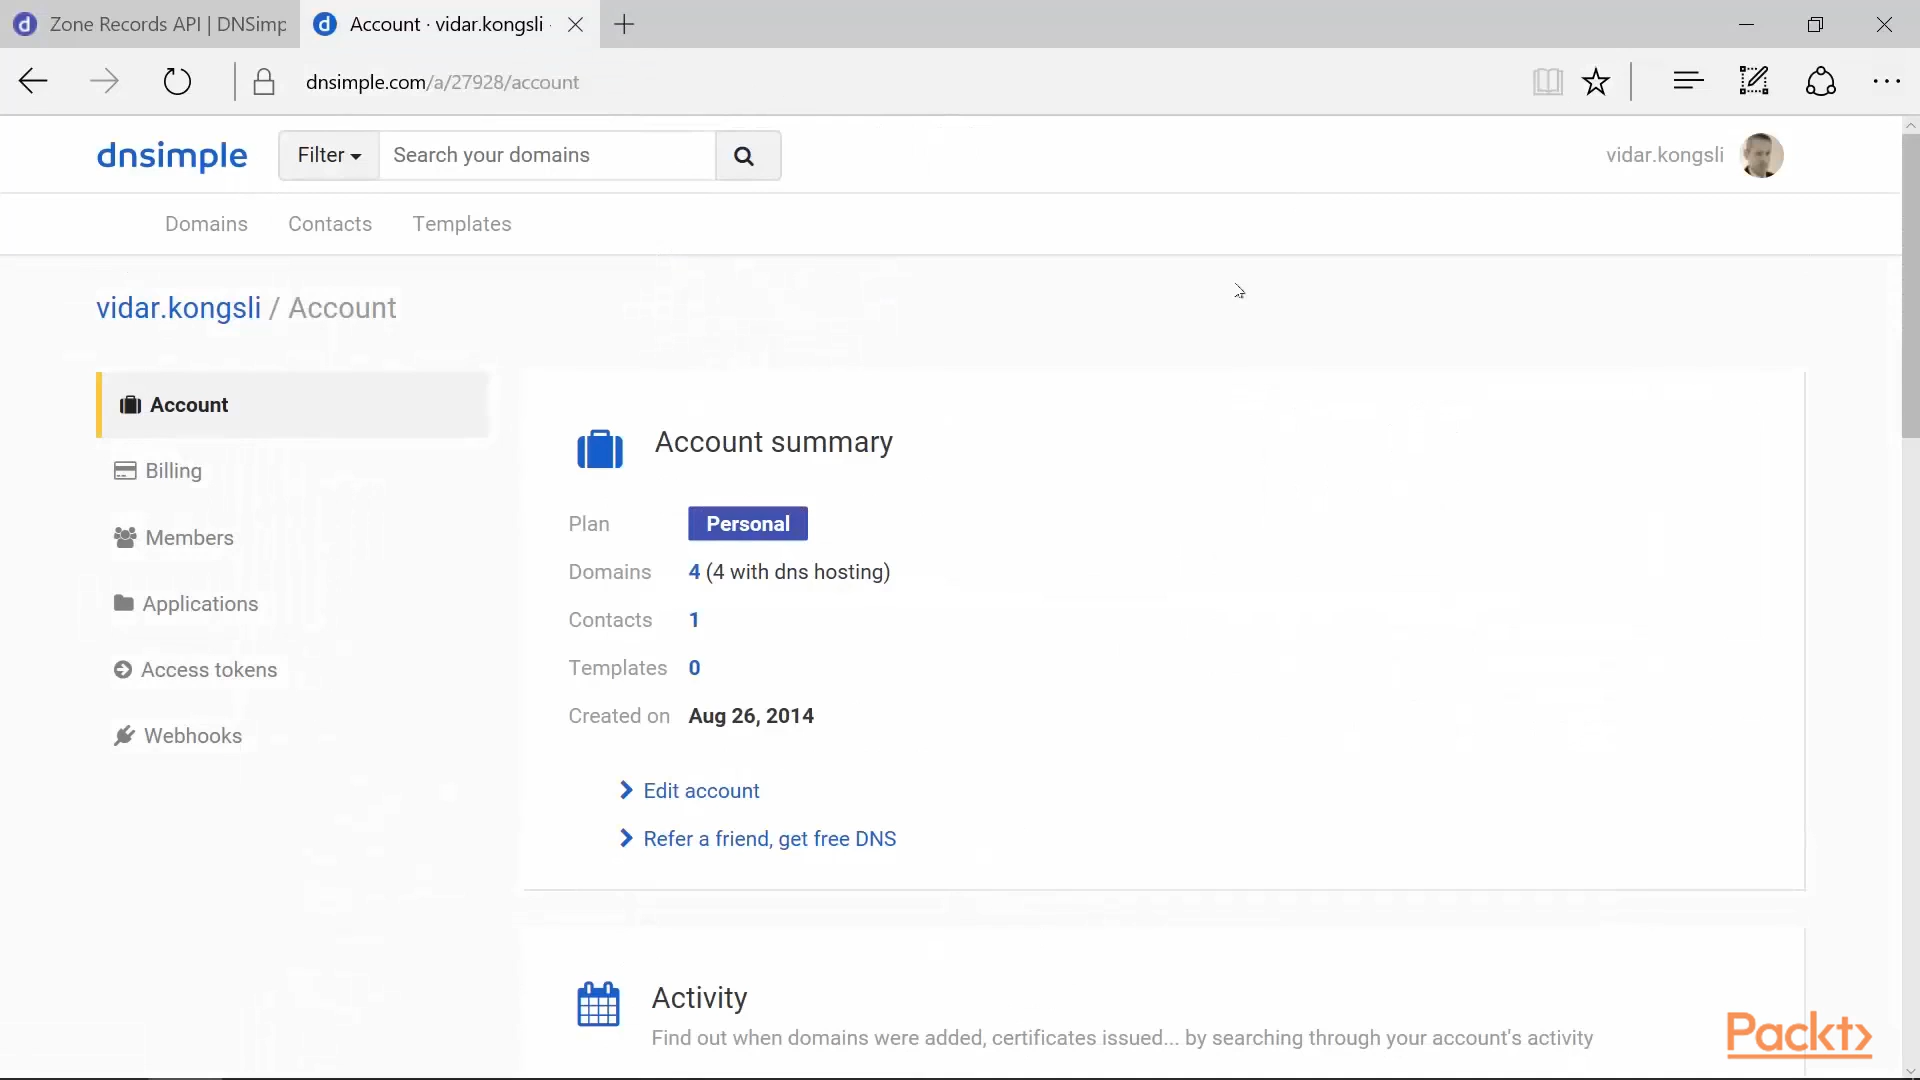 Zone Records API | DNSimp
Account · vidar.kongsli
dnsimple.com/a/27928/account
dnsimple
Filter
Search your domains
vidar.kongsli
Domains
Contacts
Templates
vidar.kongsli / Account
Account
Billing
Members
Applications
Access tokens
Webhooks
Account summary
Plan Personal
Domains 4 (4 with dns hosting)
Contacts 1
Templates 0
Created on Aug 26, 2014
Edit account
Refer a friend, get free DNS
Activity
Find out when domains were added, certificates issued... by searching through your account's activity
Packt